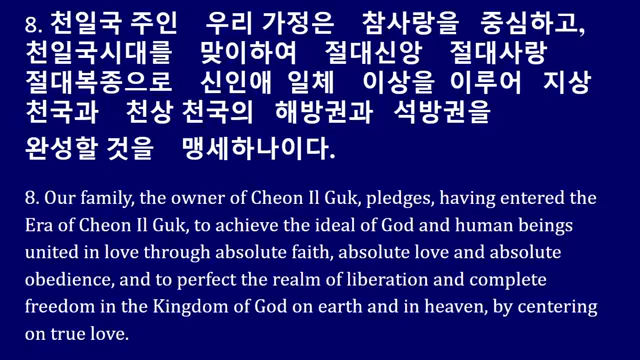 8. 천일국 주인 우리 가정은 참사랑을 중심하고,
천일국시대를 맞이하여 절대신앙 절대사랑
절대복종으로 신인애 일체 이상을 이루어 지상
천국과 천상 천국의 해방권과 석방권을
완성할 것을 맹세하나이다.
8. Our family, the owner of Cheon Il Guk, pledges, having entered the
Era of Cheon Il Guk, to achieve the ideal of God and human beings
united in love through absolute faith, absolute love and absolute
obedience, and to perfect the realm of liberation and complete
freedom in the Kingdom of God on earth and in heaven, by centering
on true love.